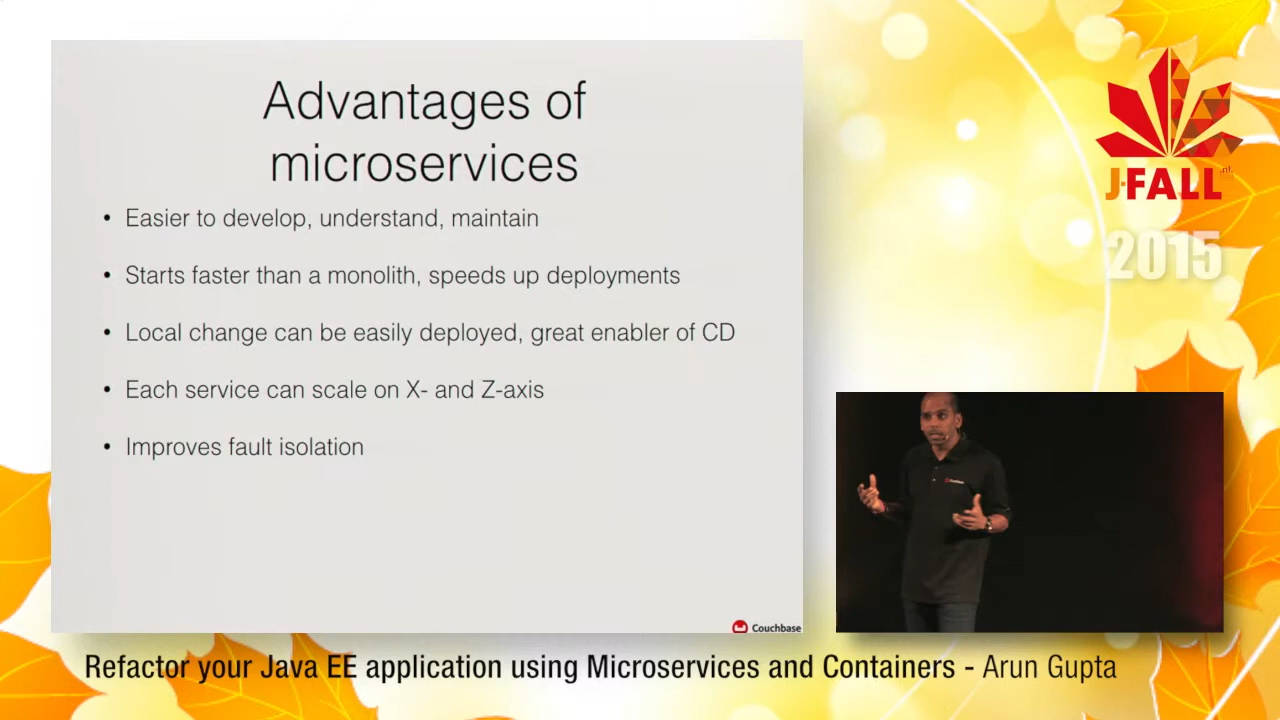 Advantages of
microservices
• Easier to develop, understand, maintain
• Starts faster than a monolith, speeds up deployments
• Local change can be easily deployed, great enabler of CD
• Each service can scale on X- and Z-axis
• Improves fault isolation
Couchbase
J-FALL
.nl
2015
Couchbase
Refactor your Java EE application using Microservices and Containers - Arun Gupta